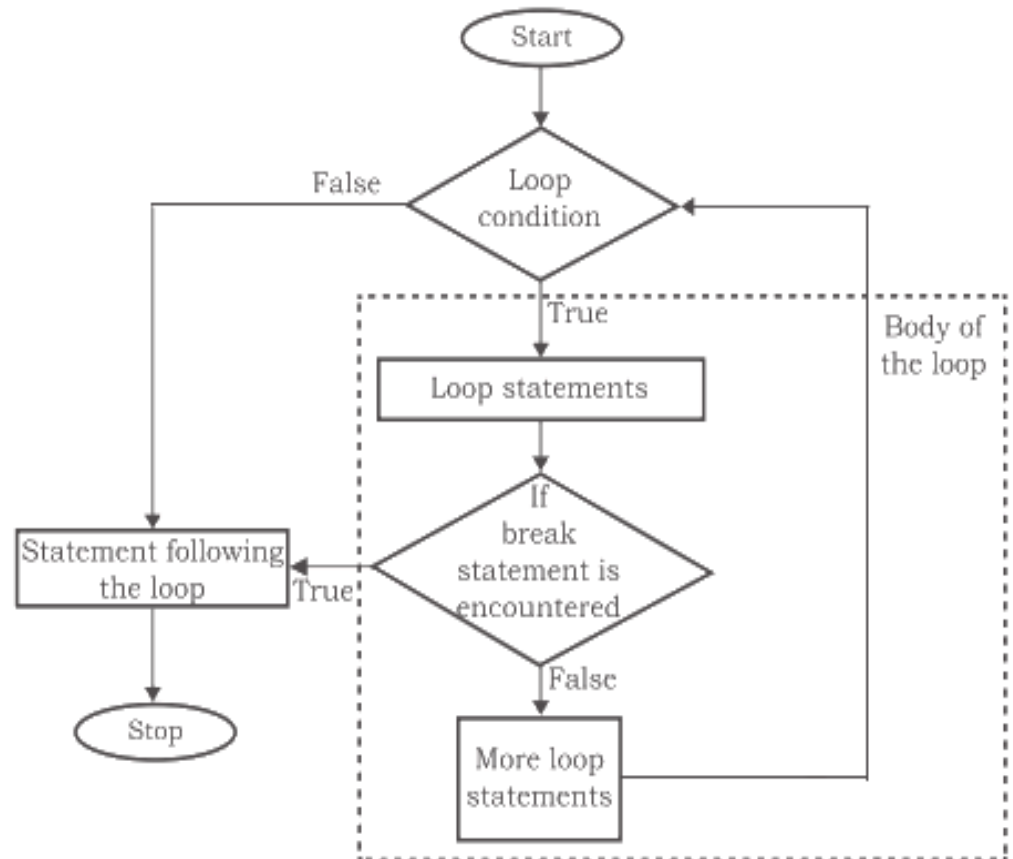 Start
Loop
condition
False
True
Body of
the loop
Loop statements
If
break
statement is
encountered
True
Statement following
the loop
False
Stop
More loop
statements